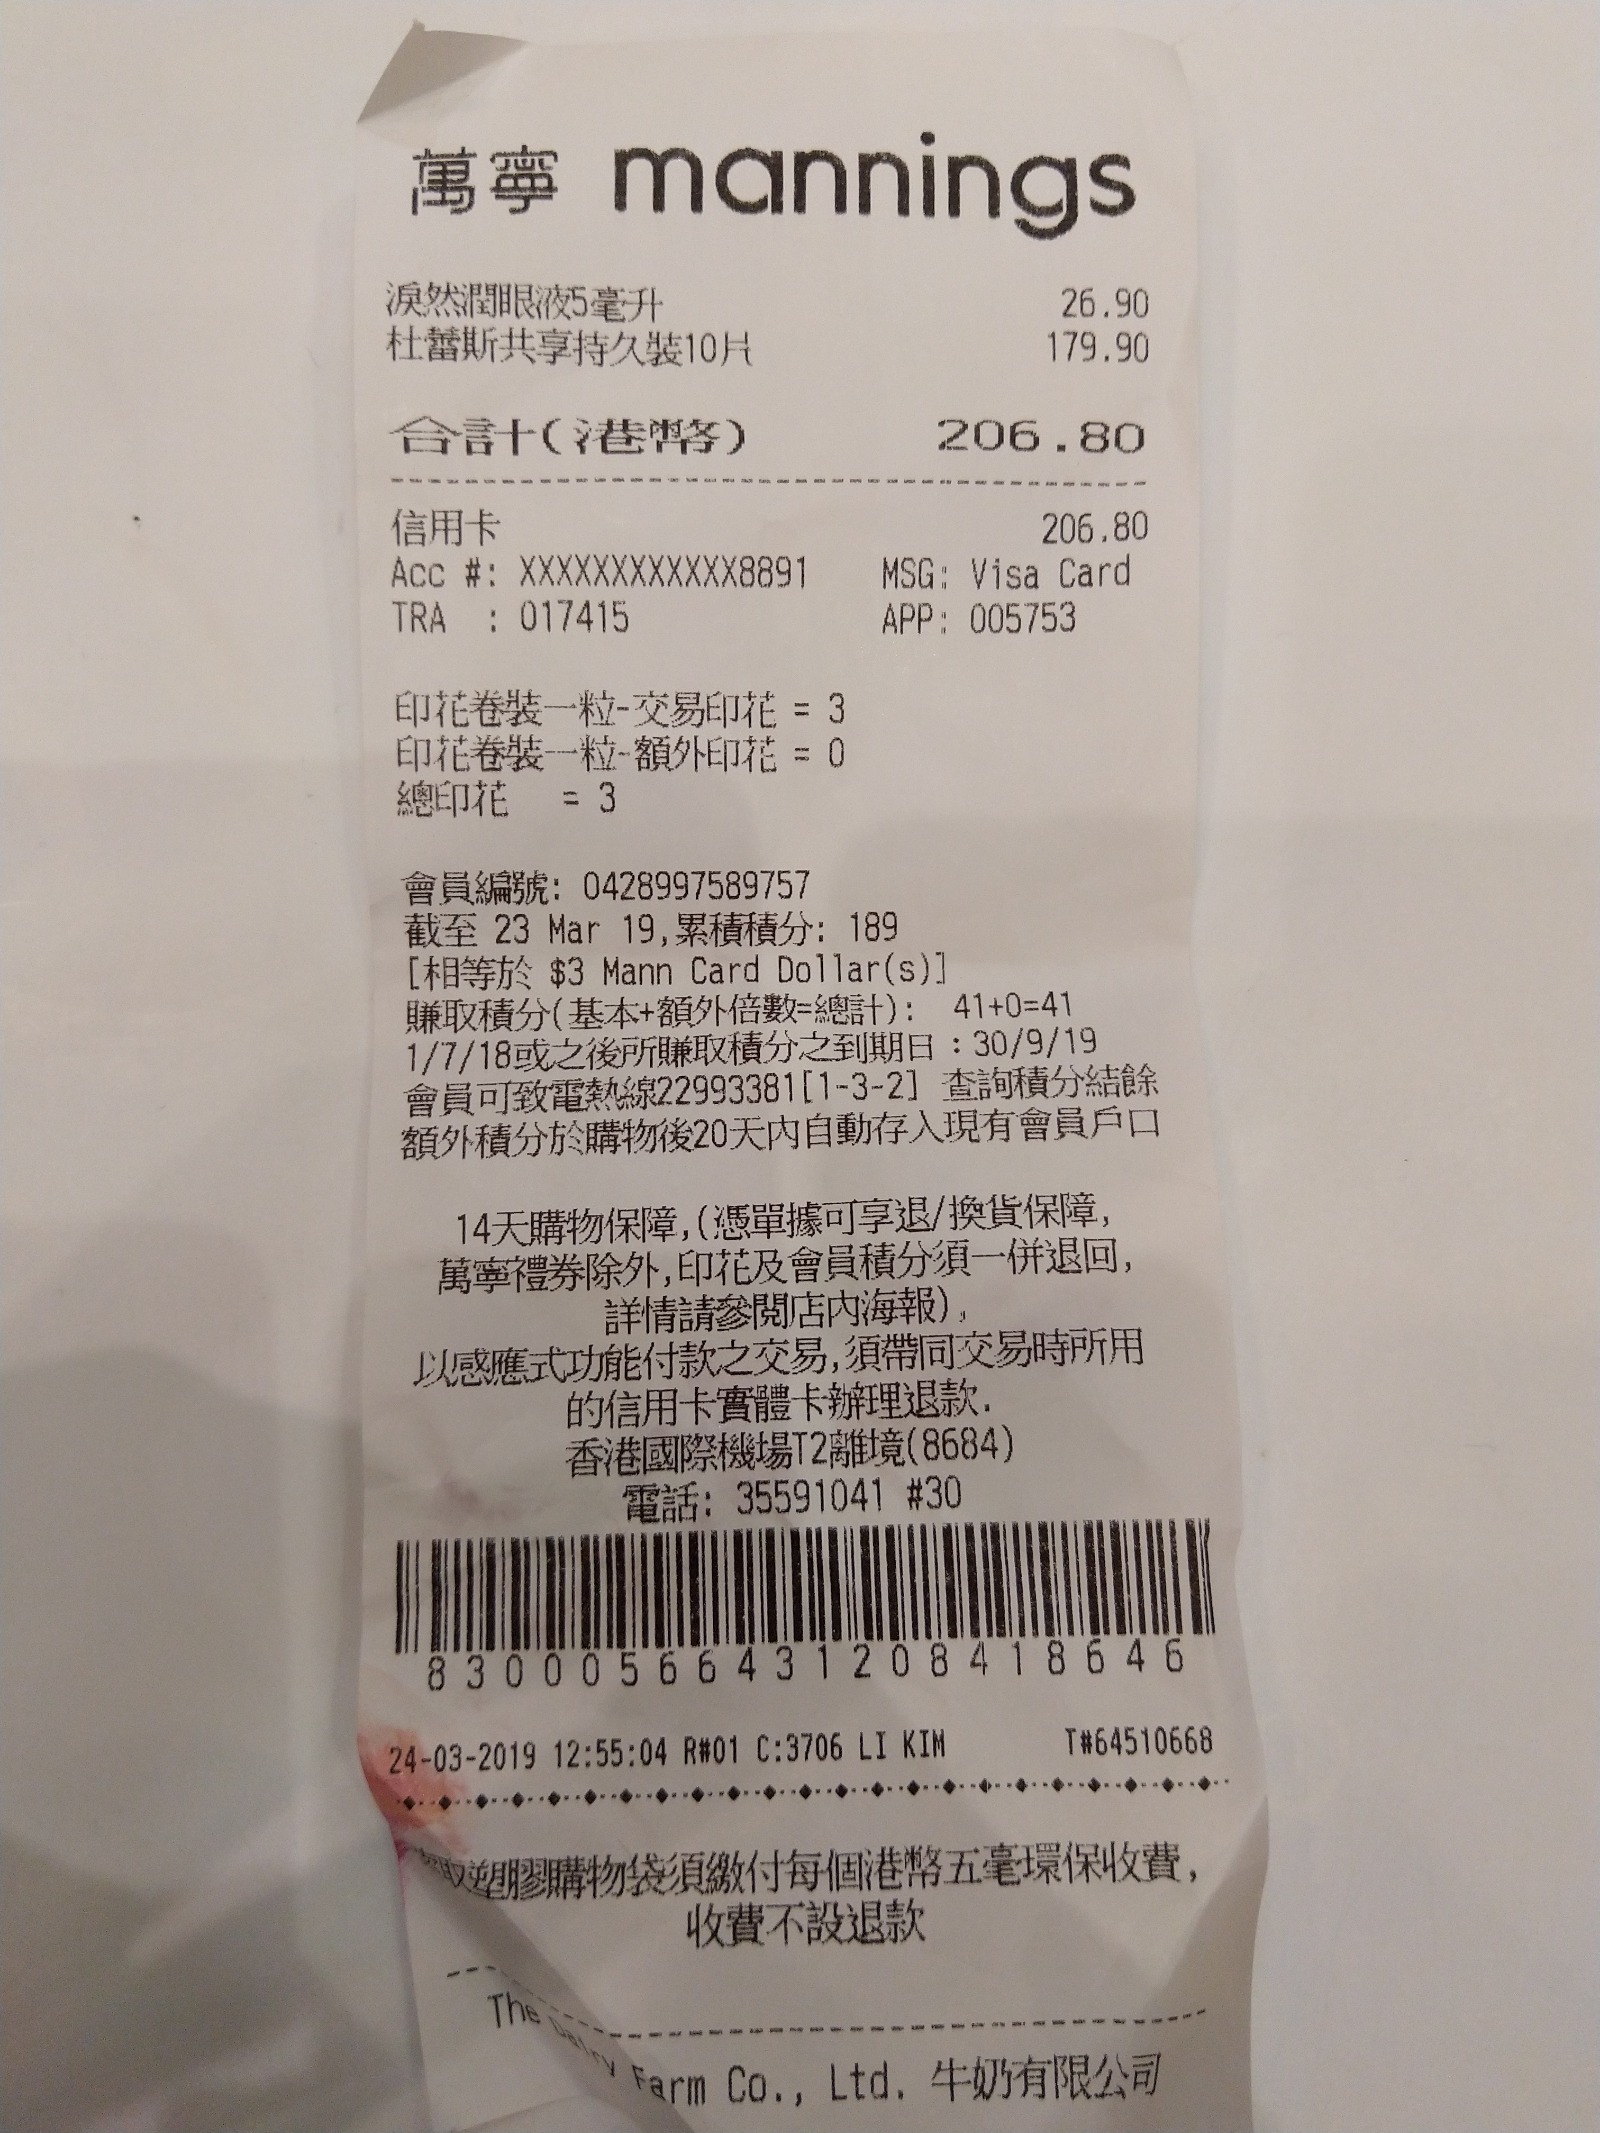 萬寧 mannings
淚然潤眼液5毫升 26.90
杜蕾斯共享持久裝10片 179.90
合計(港幣) 206.80
信用卡 206.80
Acc #: XXXXXXXXXXXX8891 MSG: Visa Card
TRA : 017415 APP: 005753
印花卷裝一粒-交易印花 = 3
印花卷裝一粒-額外印花 = 0
總印花 = 3
會員編號: 0428997589757
截至 23 Mar 19,累積積分: 189
[相等於 $3 Mann Card Dollar(s)]
賺取積分(基本+額外倍數=總計): 41+0=41
1/7/18或之後所賺取積分之到期日:30/9/19
會員可致電熱線22993381[1-3-2] 查詢積分結餘
額外積分於購物後20天內自動存入現有會員戶口
14天購物保障,(憑單據可享退/換貨保障,
萬寧禮券除外,印花及會員積分須一併退回,
詳情請參閱店內海報),
以感應式功能付款之交易,須帶同交易時所用
的信用卡實體卡辦理退款.
香港國際機場T2離境(8684)
電話: 35591041 #30
83000566431208418646
24-03-2019 12:55:04 R#01 C:3706 LI KIM T#64510668
取塑膠購物袋須繳付每個港幣五毫環保收費,
收費不設退款
The Dairy Farm Co., Ltd. 牛奶有限公司